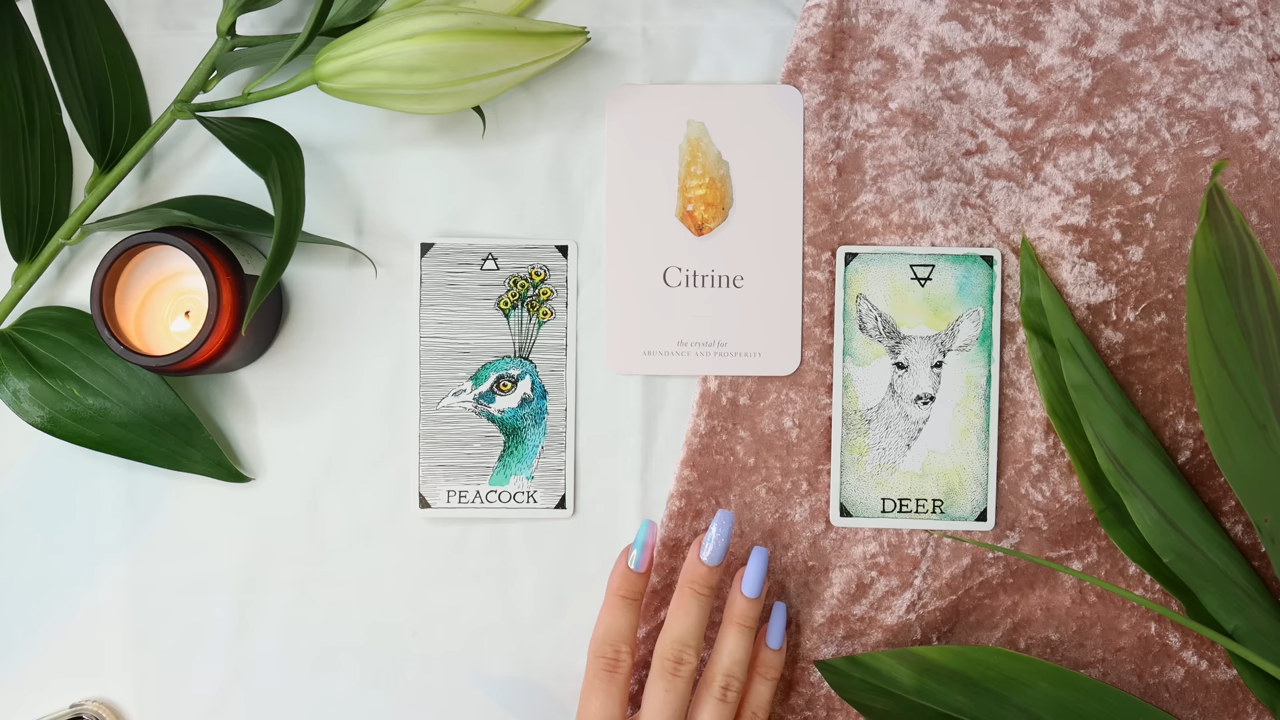 Citrine
the crystal for
ABUNDANCE AND PROSPERITY
PEACOCK
DEER